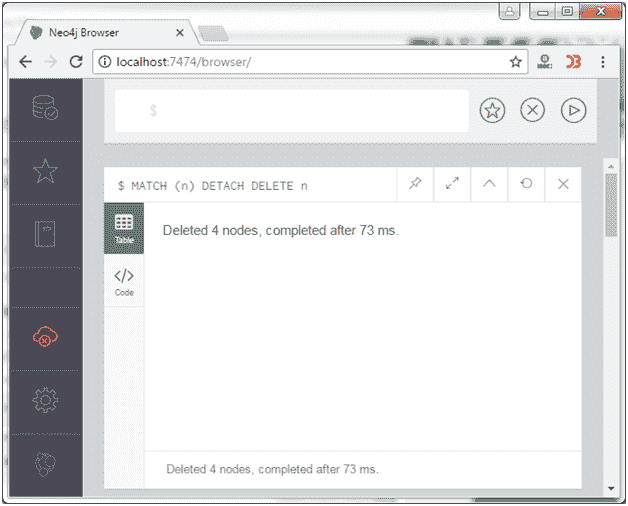 Neo4j Browser
localhost:7474/browser/
$
$ MATCH (n) DETACH DELETE n
Table
Deleted 4 nodes, completed after 73 ms.
Code
Deleted 4 nodes, completed after 73 ms.